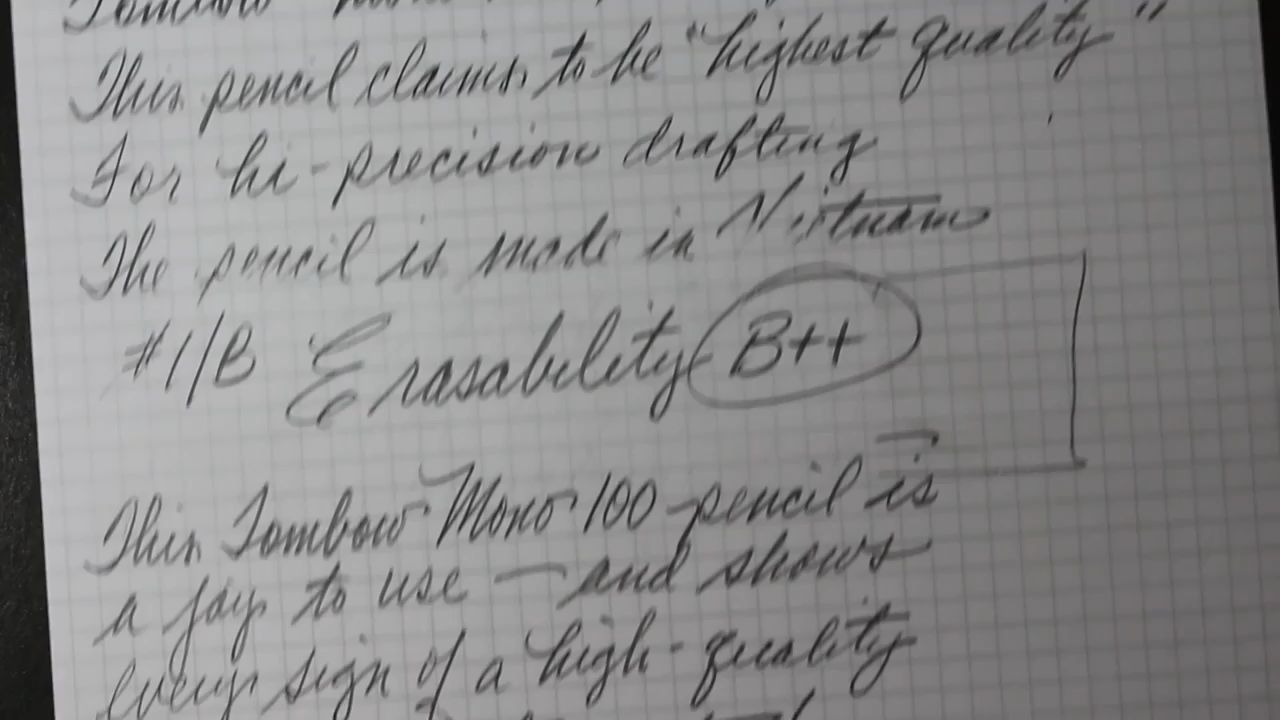 Tombow
This pencil claims to be "highest quality"
For hi-precision drafting
The pencil is made in Vietnam
#1/B Erasability B++
This Tombow Mono 100 pencil is
a joy to use — and shows
every sign of a high-quality